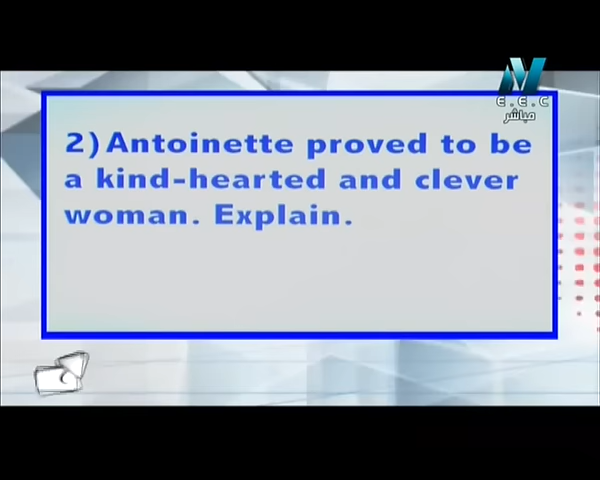 E.E.C
مباشر
2) Antoinette proved to be
a kind-hearted and clever
woman. Explain.